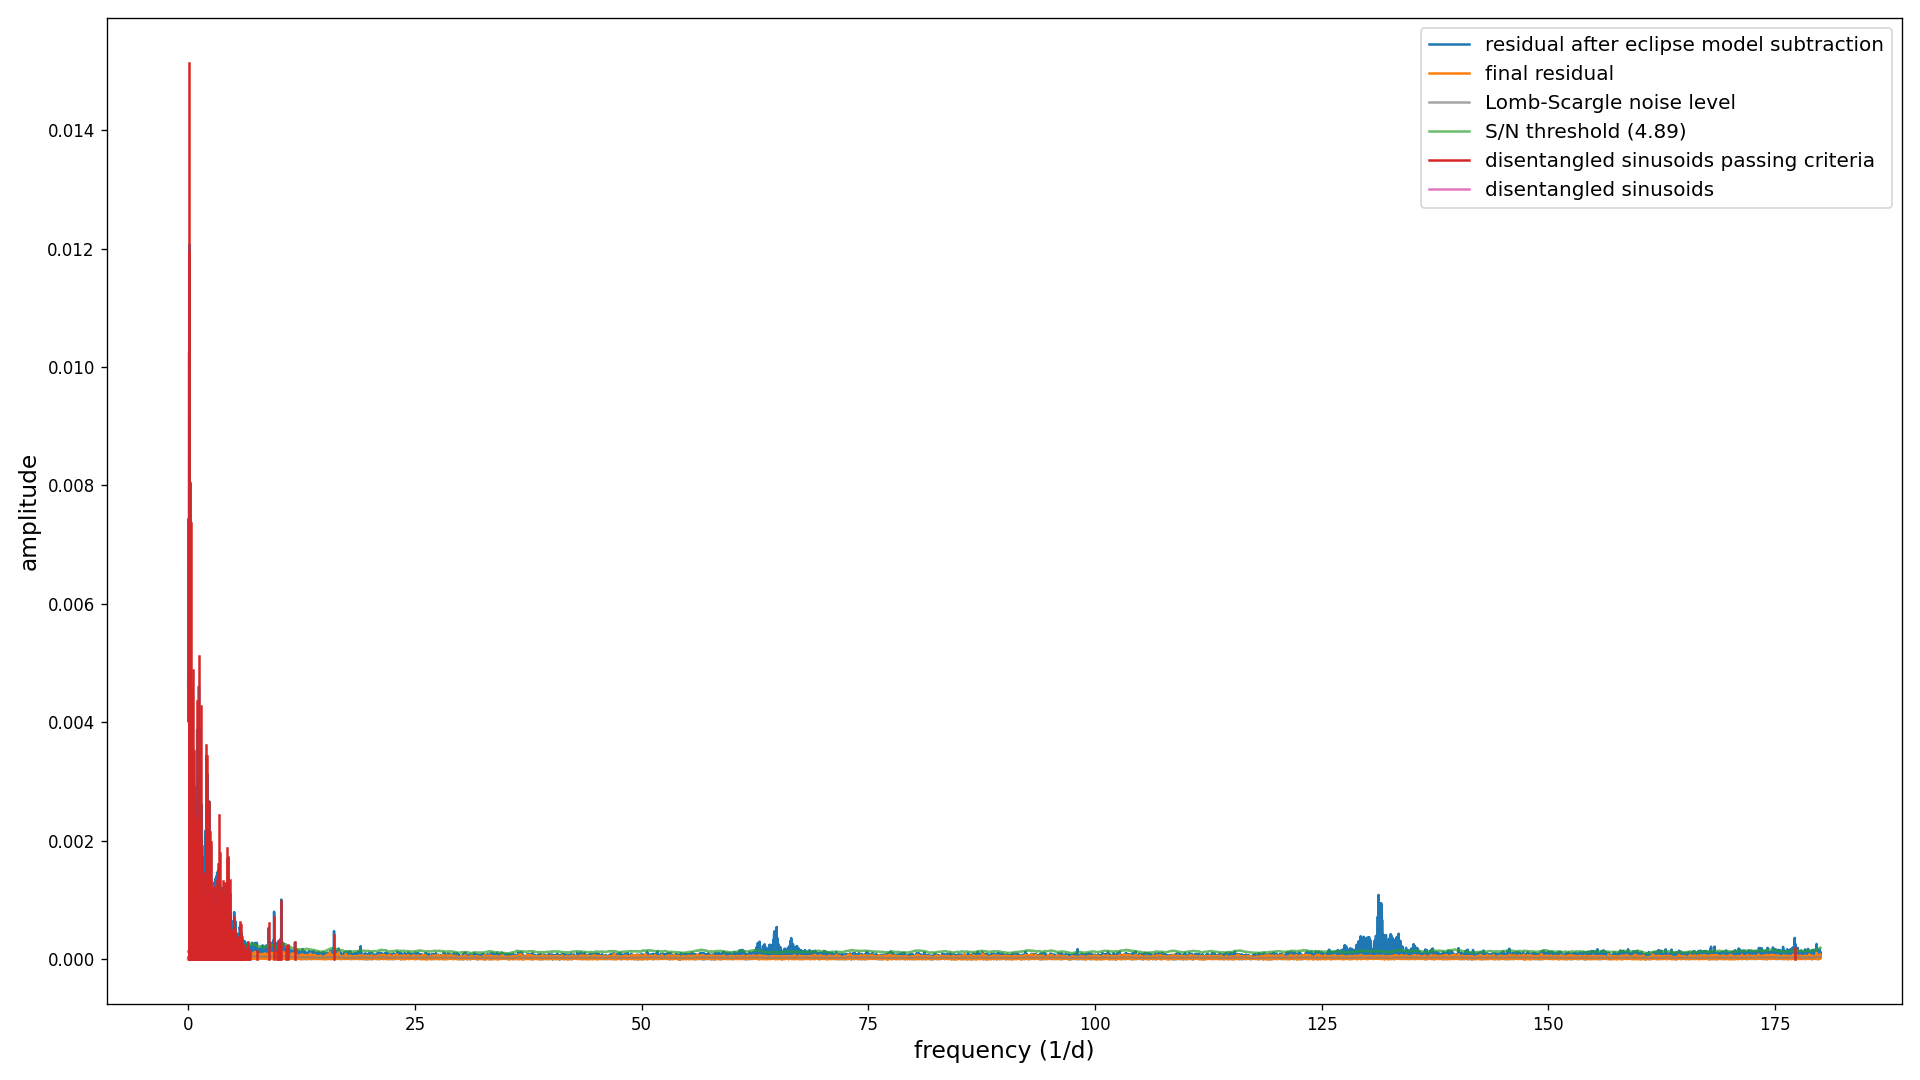 residual after eclipse model subtraction
final residual
Lomb-Scargle noise level
S/N threshold (4.89)
disentangled sinusoids passing criteria
disentangled sinusoids
0.014
0.012
0.010
0.008
0.006
0.004
0.002
0.000
amplitude
0 25 50 75 100 125 150 175
frequency (1/d)